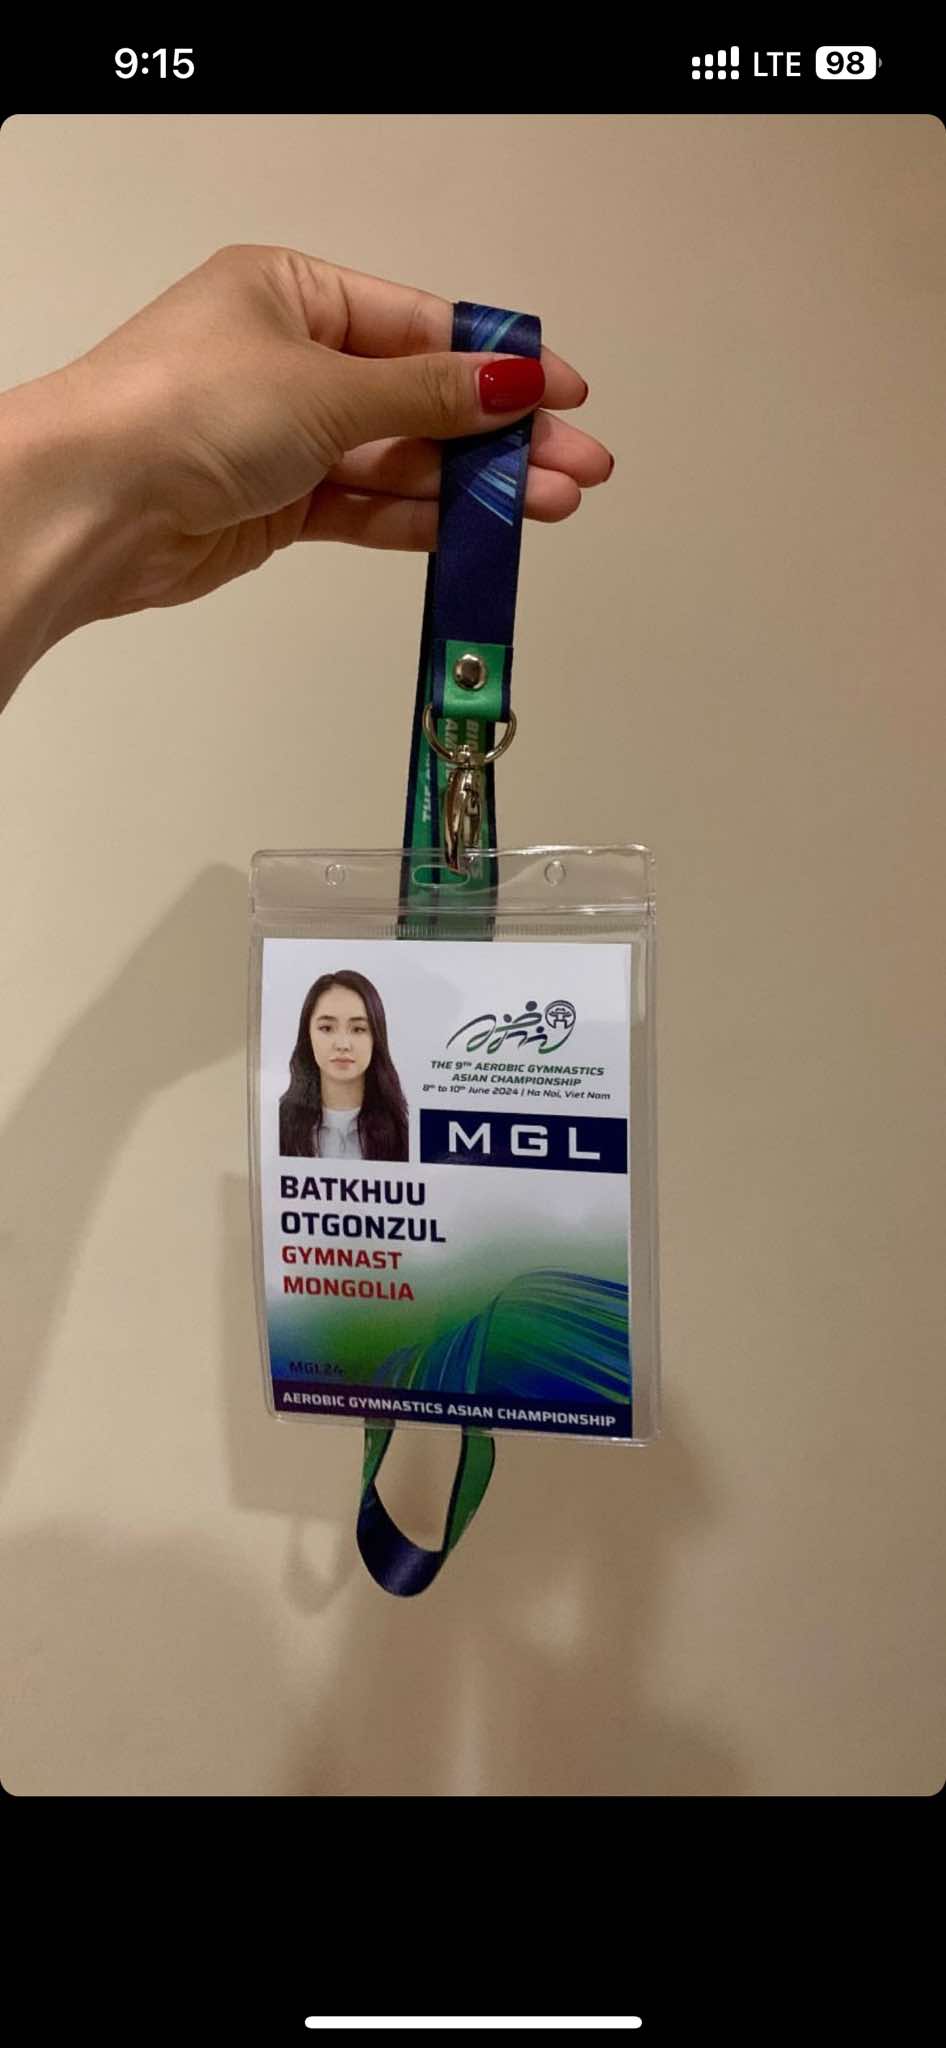 9:15
LTE 98
THE 9TH AEROBIC GYMNASTICS
ASIAN CHAMPIONSHIP
8th to 10th June 2024 | Ha Noi, Viet Nam
MGL
BATKHUU
OTGONZUL
GYMNAST
MONGOLIA
MGL24
AEROBIC GYMNASTICS ASIAN CHAMPIONSHIP